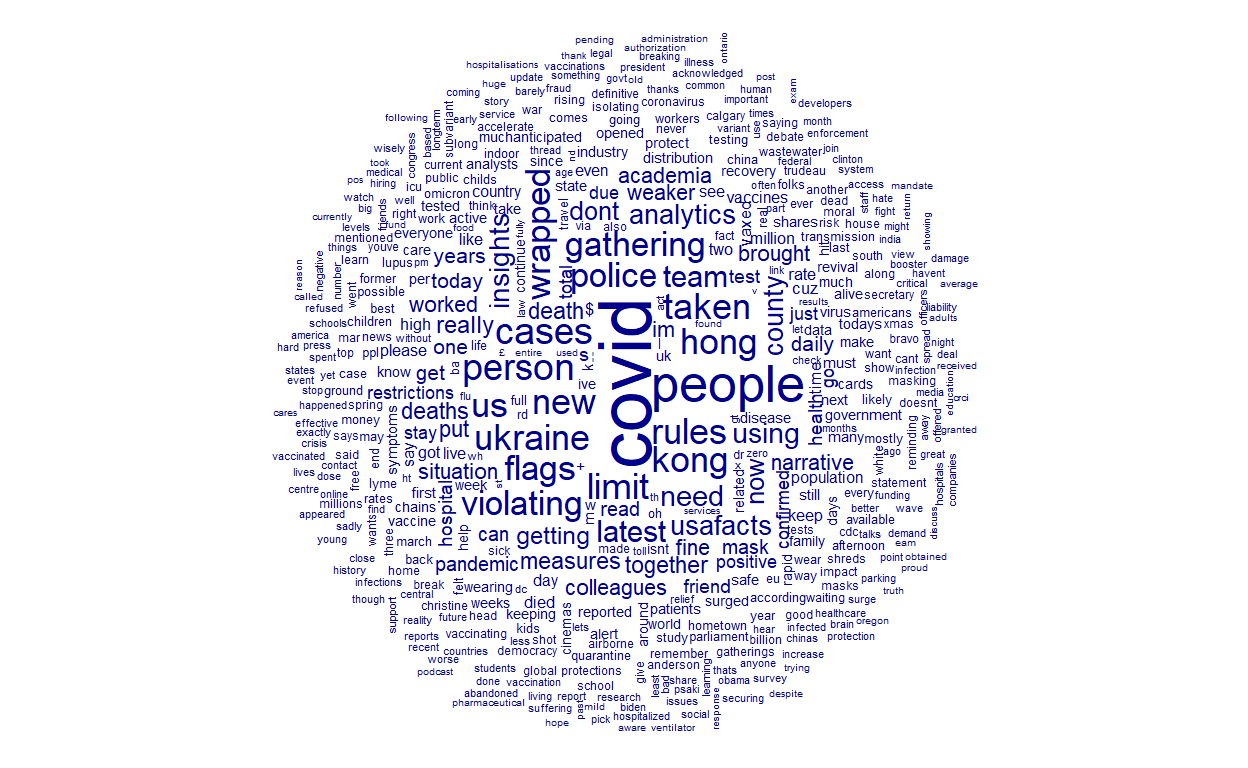 pending administration
authorization
thank legal breaking ontario
hospitalisations vaccinations president illness
update something govt old acknowledged
huge barely fraud thanks common post
coming definitive human exam
story rising isolating coronavirus important developers
following early service war comes going workers calgary times
accelerate opened never variant use saying month
wisely congress based longterm subvariant long muchanticipated protect testing debate enforcement
indoor thread nd industry distribution china wastewater join
took current analysts since age even recovery federal clinton
medical public childs academia trudeau system
pos hiring icu omicron country state due weaker see vaccines often folks another access mandate
watch well tested think take wrapped travel dont analytics vaxed real part ever dead staff hate
big friends right work active via also fact shares risk moral fight return
currently levels found everyone like insights fully gathering two million house might showing
mentioned care years continue brought hit last transmission india
things youve lupus pm total police team test link south view booster damage
reason negative number learn former per today rate revival along havent
called went possible worked law death $ act taken v county cuz much critical average
refused best results alive secretary officers liability
schools children high really cases covid im found hong just virus americans adults
america mar news without one life let data todays xmas spread
hard press top ppl please £ entire used s uk daily make bravo night
spent want cant deal
states yet case know get ba person k-- people check must show infection received
event ive health time go cards masking media education
stop ground restrictions flu us full new next likely doesnt crci
happened spring deaths rd disease months government away offered granted
cares effective money put ukraine rules using many mostly
exactly says may symptoms say stay dr zero ago great
crisis said got live wh kong narrative white reminding
vaccinated contact end situation flags + now population statement hospitals companies
lives dose free lyme ht week st limit th need related x confirmed still every funding
centre online rates first hospital violating read services days better wave
millions find chains m w oh keep available discuss
appeared wants vaccine can getting latest usafacts tests cdc talks demand
sadly three march help family afternoon eam
young sick made toll isnt fine mask rapid
close back pandemic measures together positive way wear shreds point obtained
history home day safe eu impact proud
infections break felt wearing dc colleagues friend masks parking
though central according waiting truth
support christine weeks died relief surged surge
reality future head keeping reported around patients year good healthcare
reports vaccinating kids lets world hometown hear infected brain oregon
recent less shot cinemas alert study parliament billion chinas protection
countries democracy airborne
worse quarantine remember gatherings increase
podcast students global protections give anderson thats anyone trying
done vaccination school least bad share learning obama survey
abandoned living report research psaki despite
pharmaceutical suffering past mild issues response securing
hope pick biden hospitalized social
aware ventilator